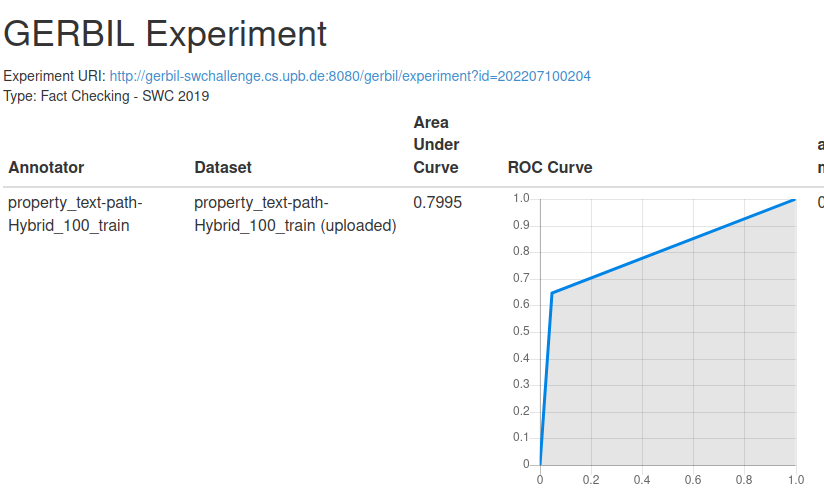 GERBIL Experiment
Experiment URI: http://gerbil-swchallenge.cs.upb.de:8080/gerbil/experiment?id=202207100204
Type: Fact Checking - SWC 2019
Annotator Dataset Area Under Curve ROC Curve
property_text-path-Hybrid_100_train property_text-path-Hybrid_100_train (uploaded) 0.7995
1.0
0.9
0.8
0.7
0.6
0.5
0.4
0.3
0.2
0.1
0
0 0.2 0.4 0.6 0.8 1.0